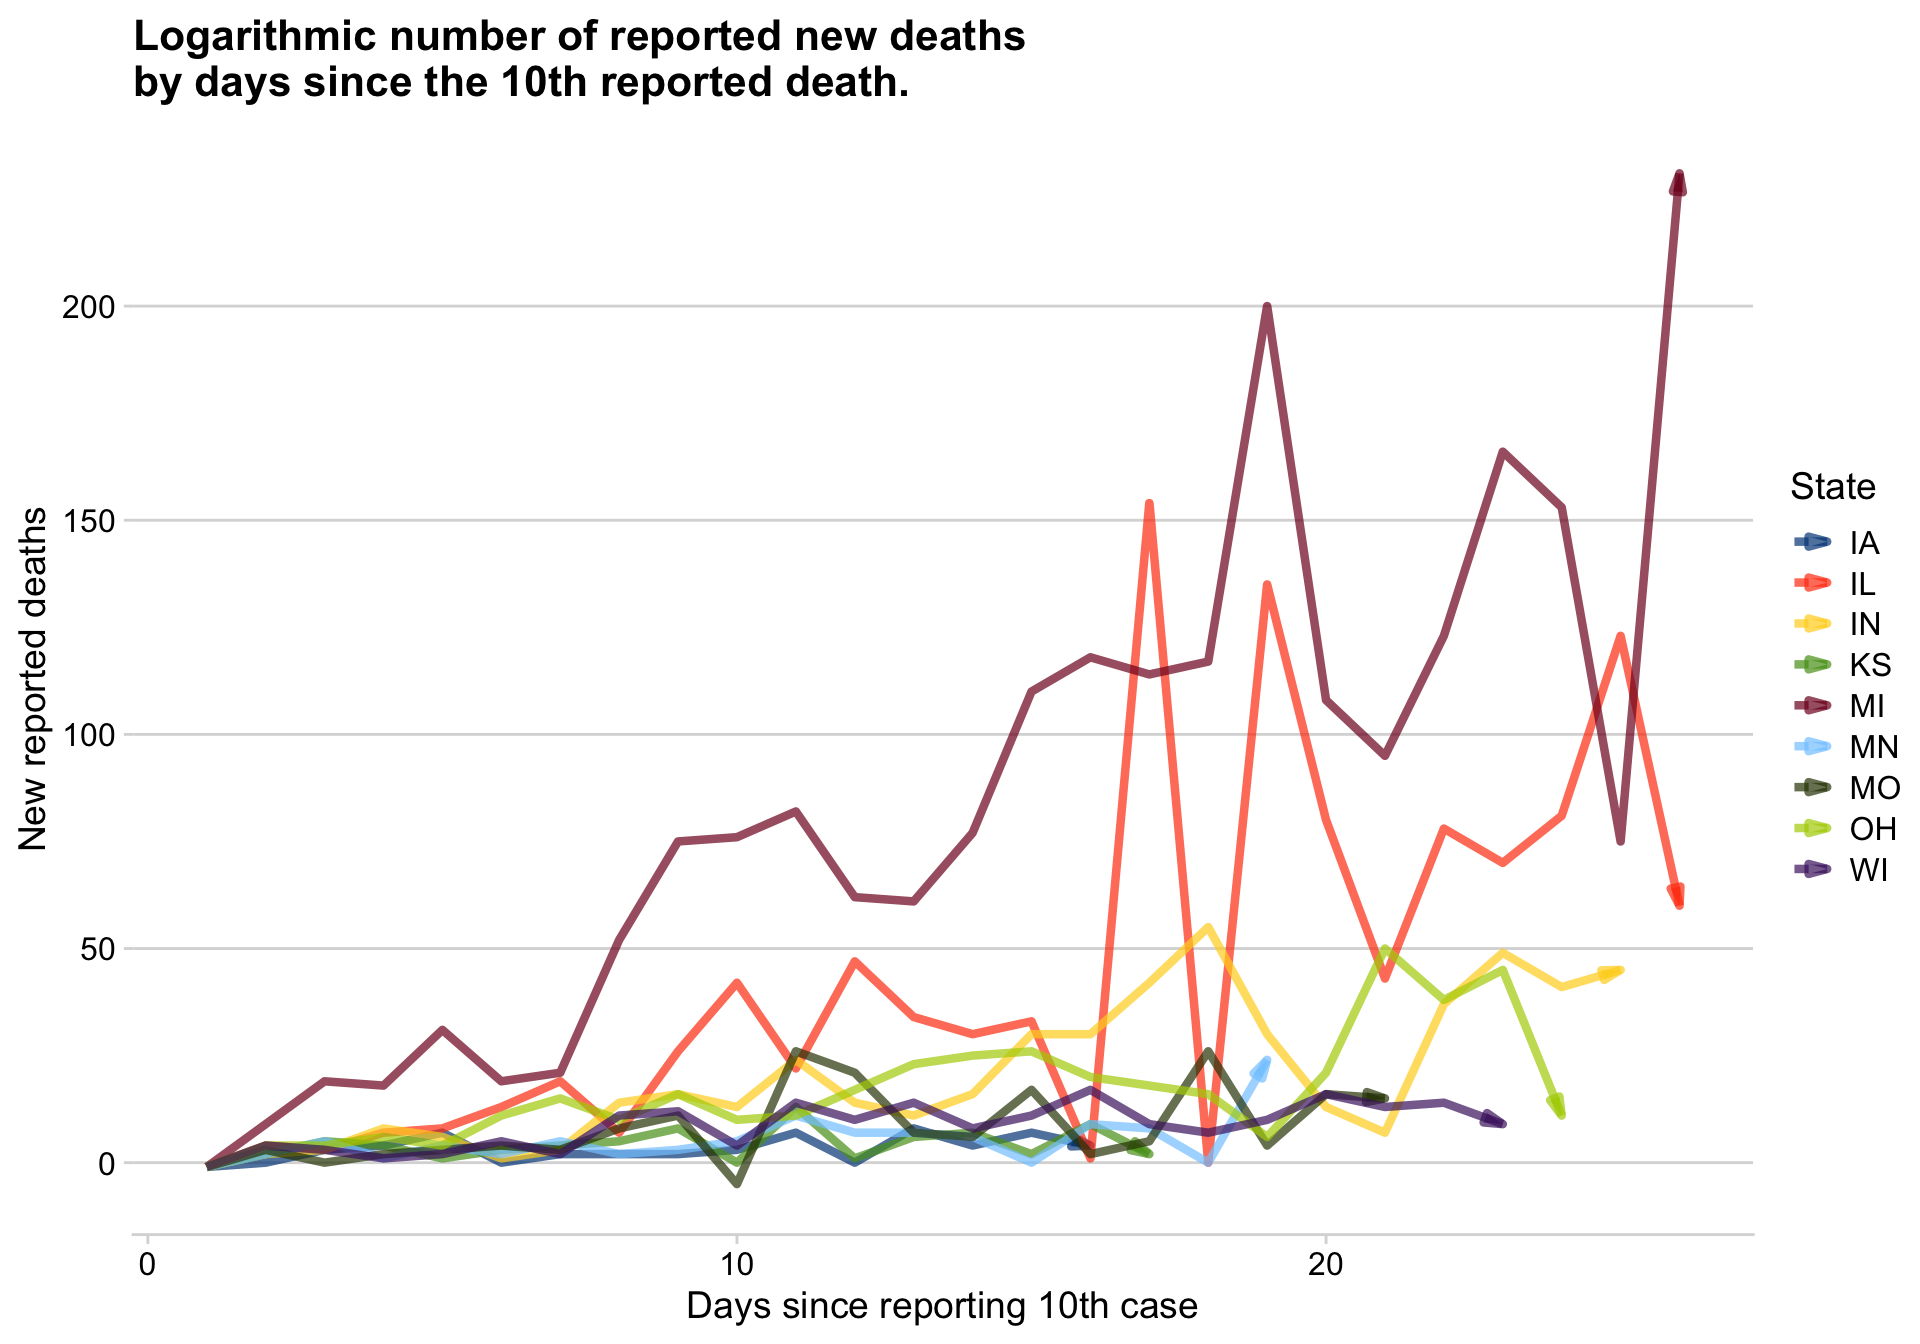 Logarithmic number of reported new deaths
by days since the 10th reported death.
New reported deaths
200
150
100
50
0
0
10
20
Days since reporting 10th case
State
IA
IL
IN
KS
MI
MN
MO
OH
WI